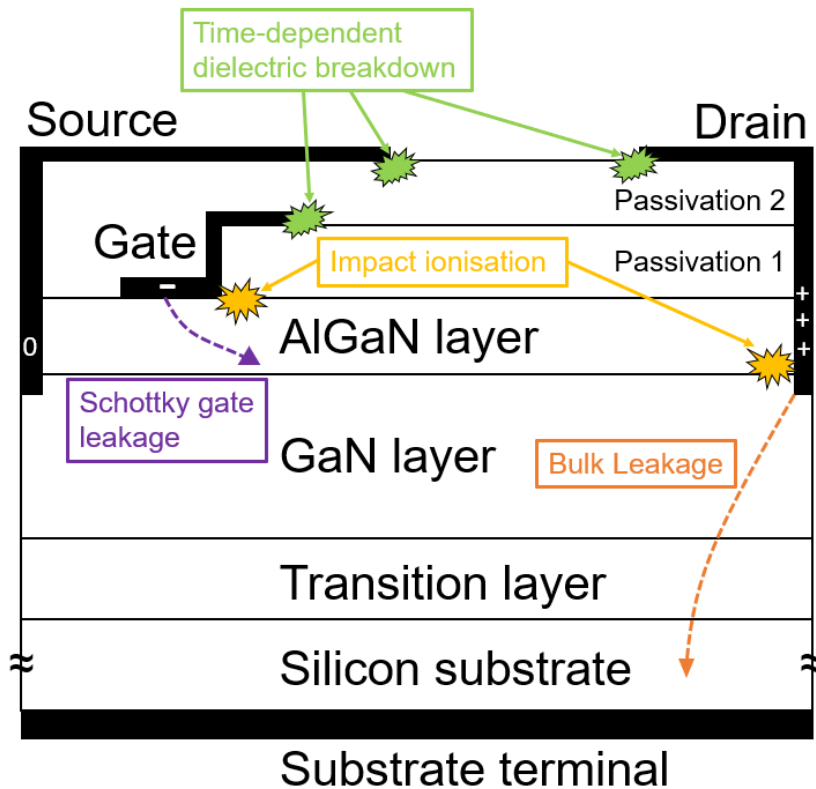 Time-dependent
dielectric breakdown
Source
Drain
Passivation 2
Gate
Impact ionisation
Passivation 1
-
+
+
+
0
AlGaN layer
Schottky gate
leakage
GaN layer
Bulk Leakage
Transition layer
≈
≈
Silicon substrate
Substrate terminal